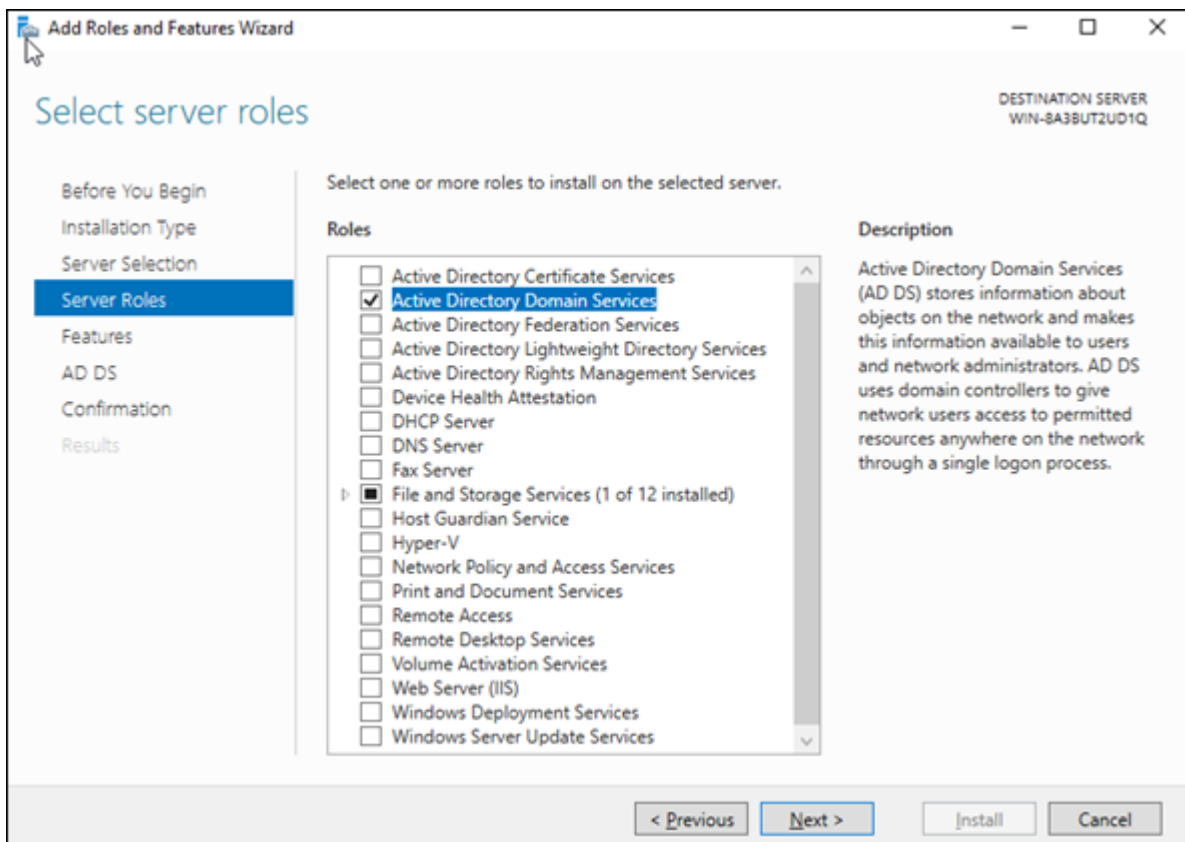 Add Roles and Features Wizard
Select server roles
DESTINATION SERVER
WIN-8A3BUT2UD1Q
Before You Begin
Installation Type
Server Selection
Server Roles
Features
AD DS
Confirmation
Results
Select one or more roles to install on the selected server.
Roles
Active Directory Certificate Services
Active Directory Domain Services
Active Directory Federation Services
Active Directory Lightweight Directory Services
Active Directory Rights Management Services
Device Health Attestation
DHCP Server
DNS Server
Fax Server
File and Storage Services (1 of 12 installed)
Host Guardian Service
Hyper-V
Network Policy and Access Services
Print and Document Services
Remote Access
Remote Desktop Services
Volume Activation Services
Web Server (IIS)
Windows Deployment Services
Windows Server Update Services
Description
Active Directory Domain Services
(AD DS) stores information about
objects on the network and makes
this information available to users
and network administrators. AD DS
uses domain controllers to give
network users access to permitted
resources anywhere on the network
through a single logon process.
< Previous
Next >
Install
Cancel